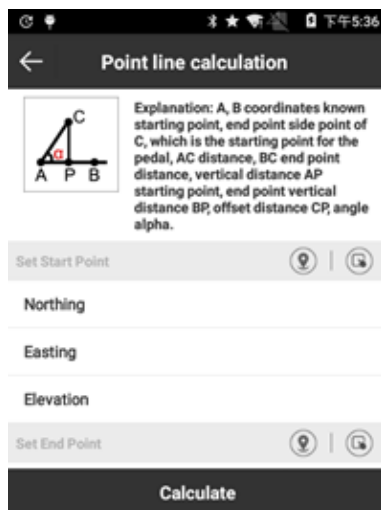 下午5:36
Point line calculation
C
α
A P B
Explanation: A, B coordinates known
starting point, end point side point of
C, which is the starting point for the
pedal, AC distance, BC end point
distance, vertical distance AP
starting point, end point vertical
distance BP, offset distance CP, angle
alpha.
Set Start Point
Northing
Easting
Elevation
Set End Point
Calculate